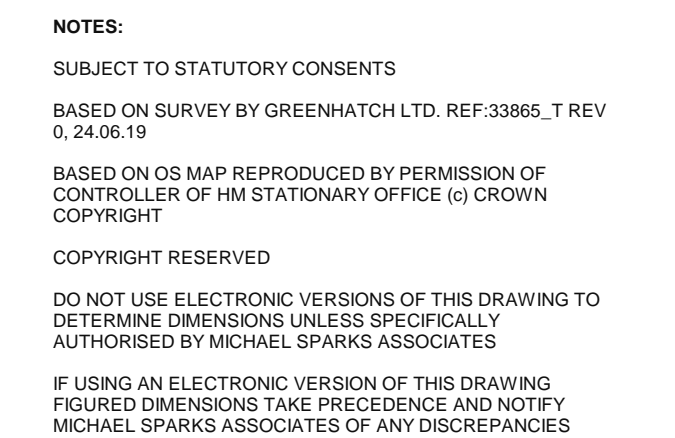 NOTES:
SUBJECT TO STATUTORY CONSENTS
BASED ON SURVEY BY GREENHATCH LTD. REF:33865_T REV
0, 24.06.19
BASED ON OS MAP REPRODUCED BY PERMISSION OF
CONTROLLER OF HM STATIONARY OFFICE (c) CROWN
COPYRIGHT
COPYRIGHT RESERVED
DO NOT USE ELECTRONIC VERSIONS OF THIS DRAWING TO
DETERMINE DIMENSIONS UNLESS SPECIFICALLY
AUTHORISED BY MICHAEL SPARKS ASSOCIATES
IF USING AN ELECTRONIC VERSION OF THIS DRAWING
FIGURED DIMENSIONS TAKE PRECEDENCE AND NOTIFY
MICHAEL SPARKS ASSOCIATES OF ANY DISCREPANCIES